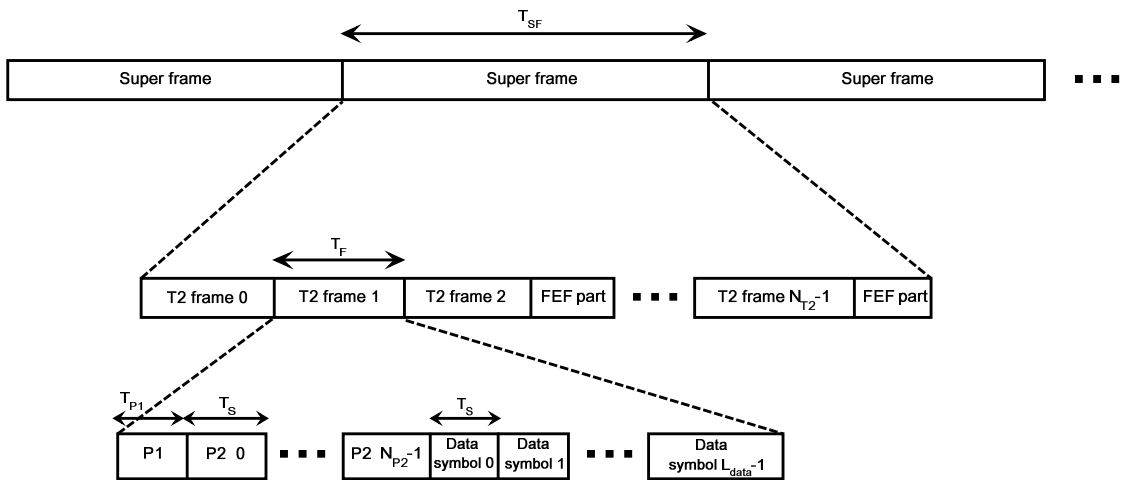 T_SF
Super frame Super frame Super frame
T_F
T2 frame 0 T2 frame 1 T2 frame 2 FEF part T2 frame N_T2-1 FEF part
T_P1 T_S T_S
P1 P2 0 P2 N_P2-1 Data symbol 0 Data symbol 1 Data symbol L_data-1